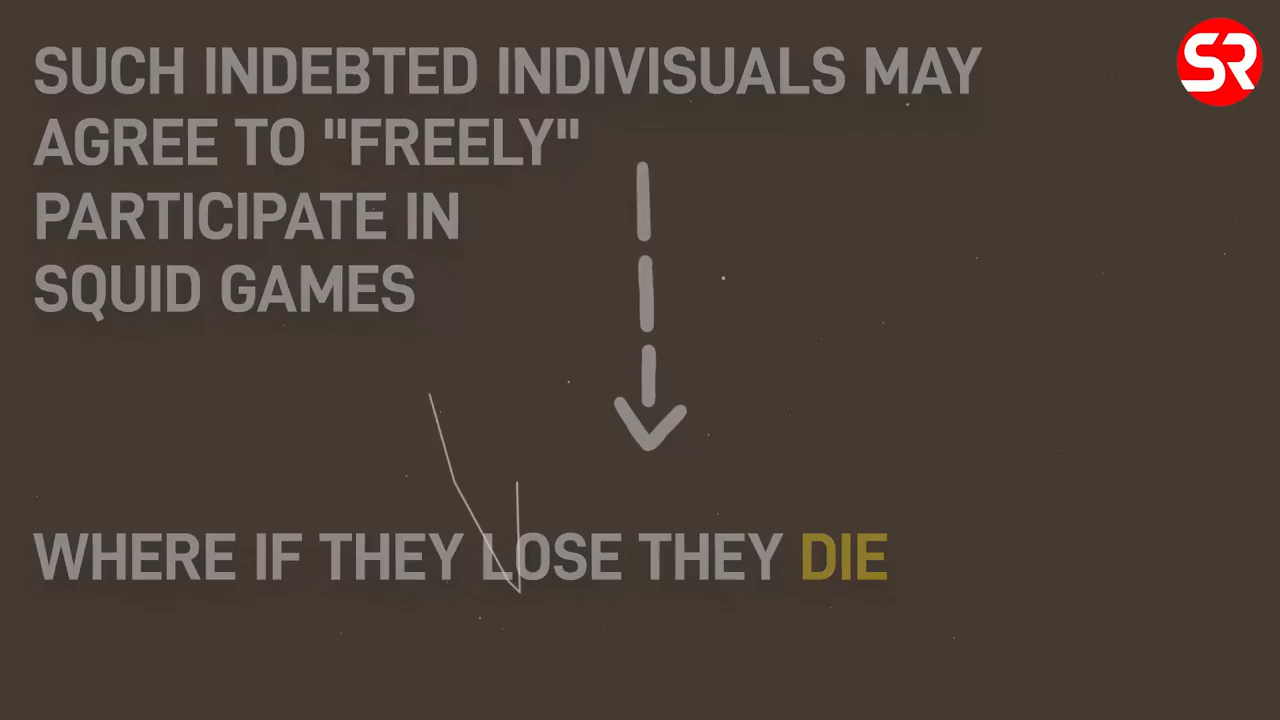 SR
SUCH INDEBTED INDIVISUALS MAY
AGREE TO "FREELY"
PARTICIPATE IN
SQUID GAMES
WHERE IF THEY LOSE THEY DIE